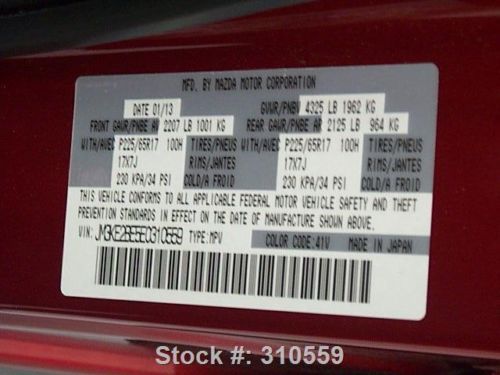 MFD. BY MAZDA MOTOR CORPORATION
DATE 01/13 GVWR/PNBV 4325 LB 1962 KG
FRONT GAWR/PNBE AV 2207 LB 1001 KG REAR GAWR/PNBE AR 2125 LB 964 KG
WITH/AVEC P225/65R17 100H TIRES/PNEUS WITH/AVEC P225/65R17 100H TIRES/PNEUS
17X7J RIMS/JANTES 17X7J RIMS/JANTES
230 KPA/34 PSI COLD/A FROID 230 KPA/34 PSI COLD/A FROID
THIS VEHICLE CONFORMS TO ALL APPLICABLE FEDERAL MOTOR VEHICLE SAFETY AND THEFT
PREVENTION STANDARDS IN EFFECT ON THE DATE OF MANUFACTURE SHOWN ABOVE.
VIN: TYPE:MPV COLOR CODE:41V MADE IN JAPAN
Stock #: 310559